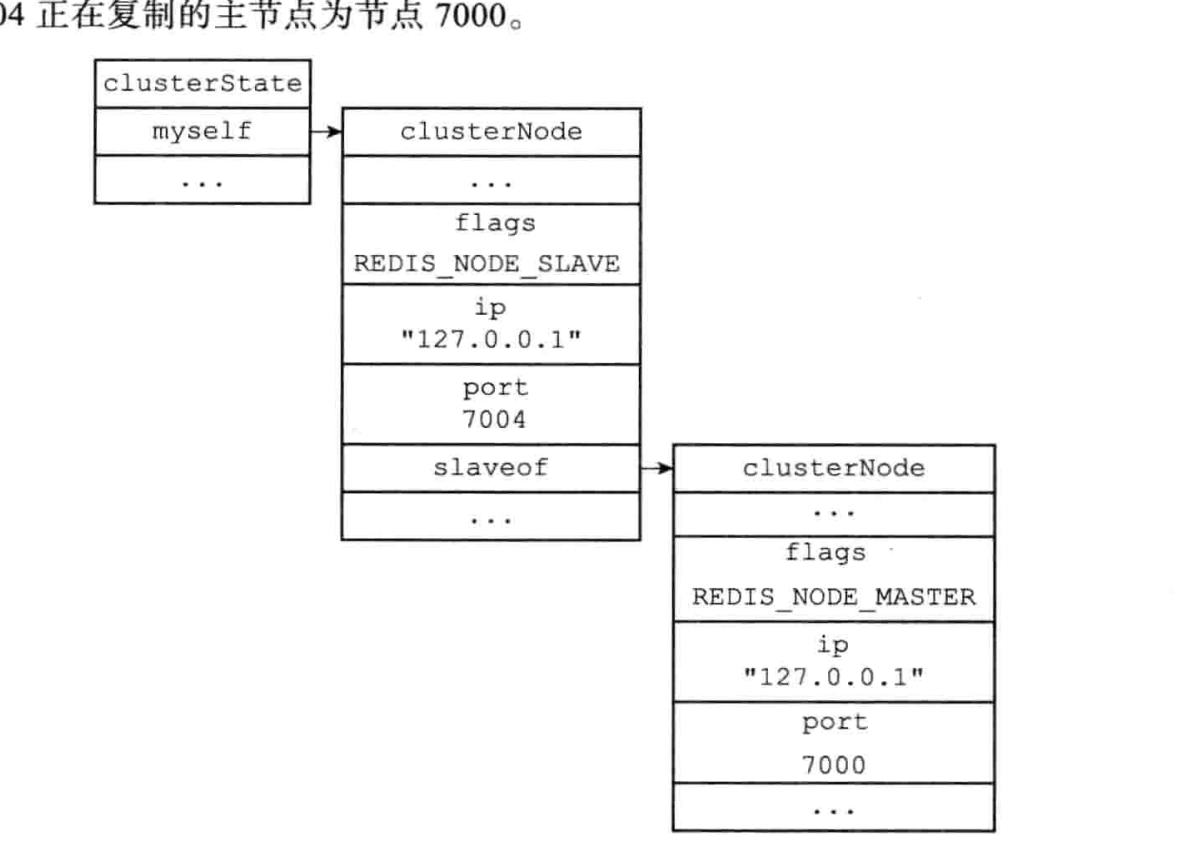 04 正在复制的主节点为节点 7000。
clusterState
myself
...
clusterNode
...
flags
REDIS_NODE_SLAVE
ip
"127.0.0.1"
port
7004
slaveof
...
clusterNode
...
flags
REDIS_NODE_MASTER
ip
"127.0.0.1"
port
7000
...